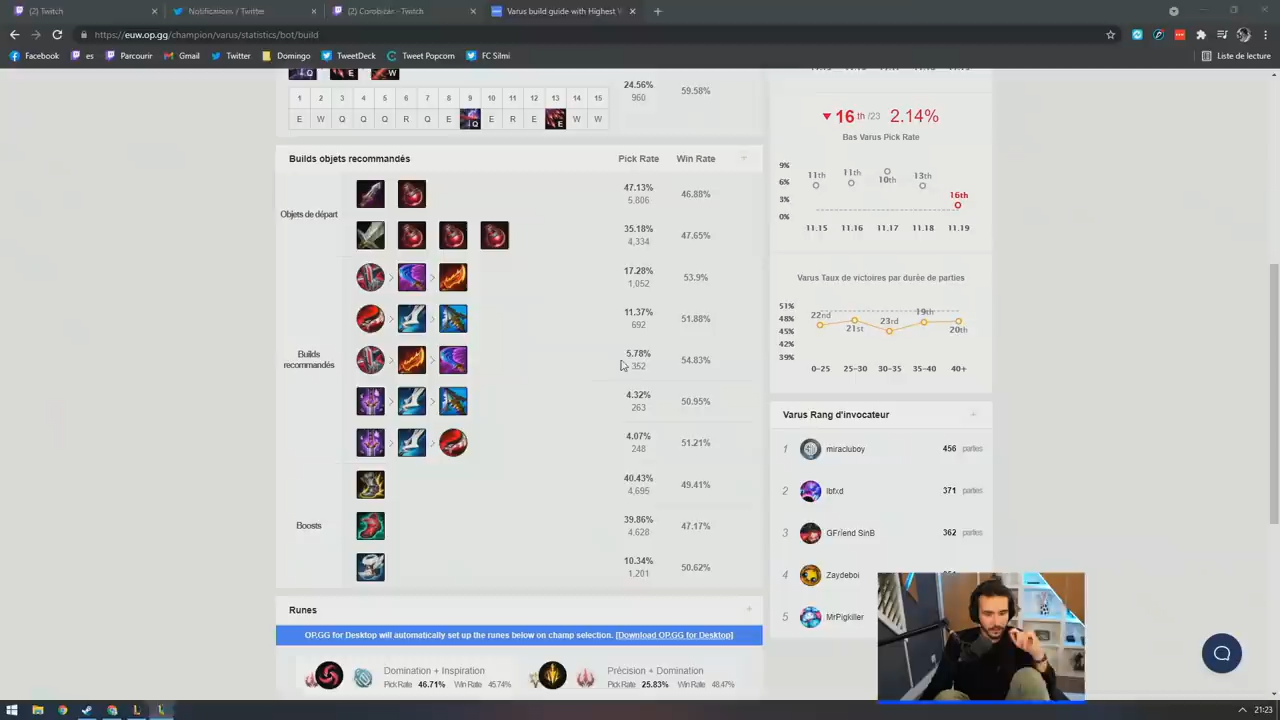 (2) Twitch
Notifications / Twitter
(2) Corobizar - Twitch
Varus build guide with Highest
https://euw.op.gg/champion/varus/statistics/bot/build
Facebook
es
Parcourir
Gmail
Twitter
Domingo
TweetDeck
Tweet Popcorn
FC Silmi
Liste de lecture
Q E W
24.56%
960
59.58%
1 2 3 4 5 6 7 8 9 10 11 12 13 14 15
E W Q Q Q R Q E Q E R E E W W
Builds objets recommandés Pick Rate Win Rate
Objets de départ
47.13%
5,806
46.88%
35.18%
4,334
47.65%
Builds
recommandés
17.28%
1,052
53.9%
11.37%
692
51.88%
5.78%
352
54.83%
4.32%
263
50.95%
4.07%
248
51.21%
Boosts
40.43%
4,695
49.41%
39.86%
4,628
47.17%
10.34%
1,201
50.62%
Runes
OP.GG for Desktop will automatically set up the runes below on champ selection. [Download OP.GG for Desktop]
Domination + Inspiration
Pick Rate 46.71% Win Rate 45.74%
Précision + Domination
Pick Rate 25.83% Win Rate 48.47%
16th /23 2.14%
Bas Varus Pick Rate
9%
6%
3%
0%
11th 11th 10th 13th 16th
11.15 11.16 11.17 11.18 11.19
Varus Taux de victoires par durée de parties
51%
48%
45%
42%
39%
22nd 21st 23rd 19th 20th
0-25 25-30 30-35 35-40 40+
Varus Rang d'invocateur
1 miracluboy 456 parties
2 lbfxd 371 parties
3 GFriend SinB 362 parties
4 Zaydeboi
5 MrPigkiller
21:23